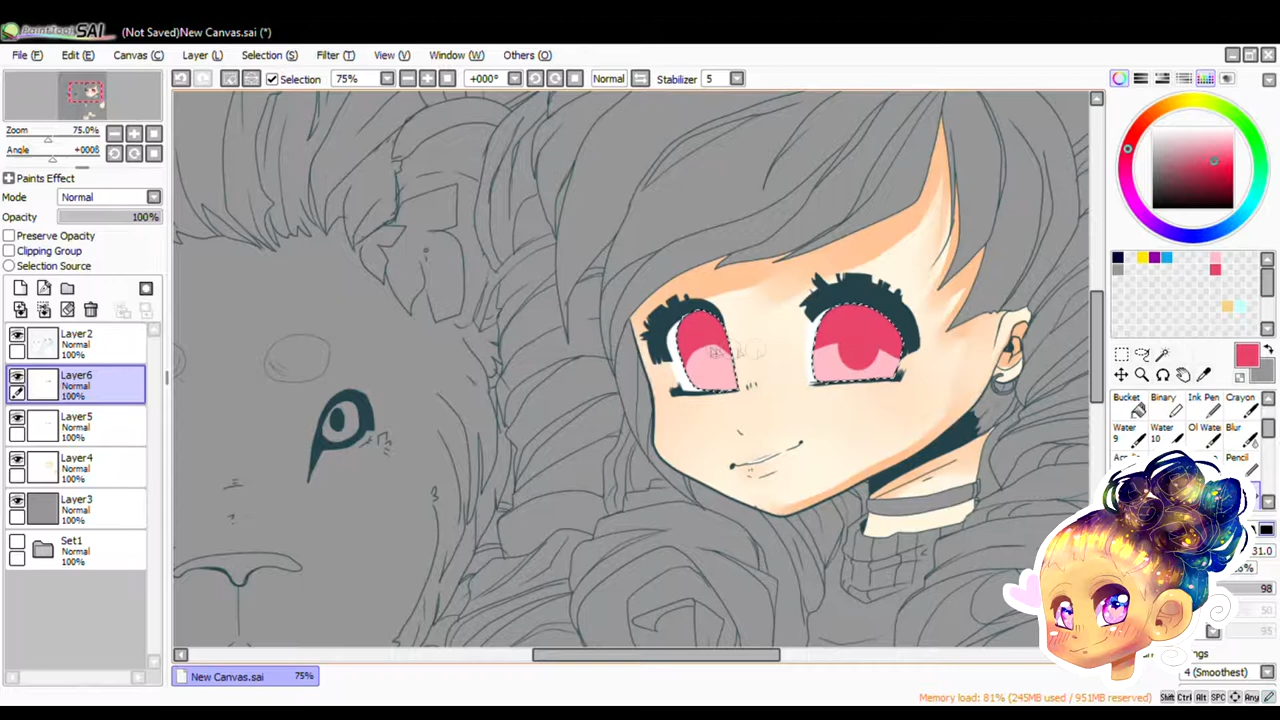 PaintTool SAI (Not Saved)New Canvas.sai (*)
File (F) Edit (E) Canvas (C) Layer (L) Selection (S) Filter (T) View (V) Window (W) Others (O)
Selection 75% +000° Normal Stabilizer 5
Zoom 75.0%
Angle +0008
Paints Effect
Mode Normal
Opacity 100%
Preserve Opacity
Clipping Group
Selection Source
Layer2
Normal
100%
Layer6
Normal
100%
Layer5
Normal
100%
Layer4
Normal
100%
Layer3
Normal
100%
Set1
Normal
100%
Bucket Binary Ink Pen Crayon
Water 9 Water 10 Ol Water Blur
Pencil
31.0
98
50
95
4 (Smoothest)
New Canvas.sai 75%
Memory load: 81% (245MB used / 951MB reserved) Shift Ctrl Alt SPC Any